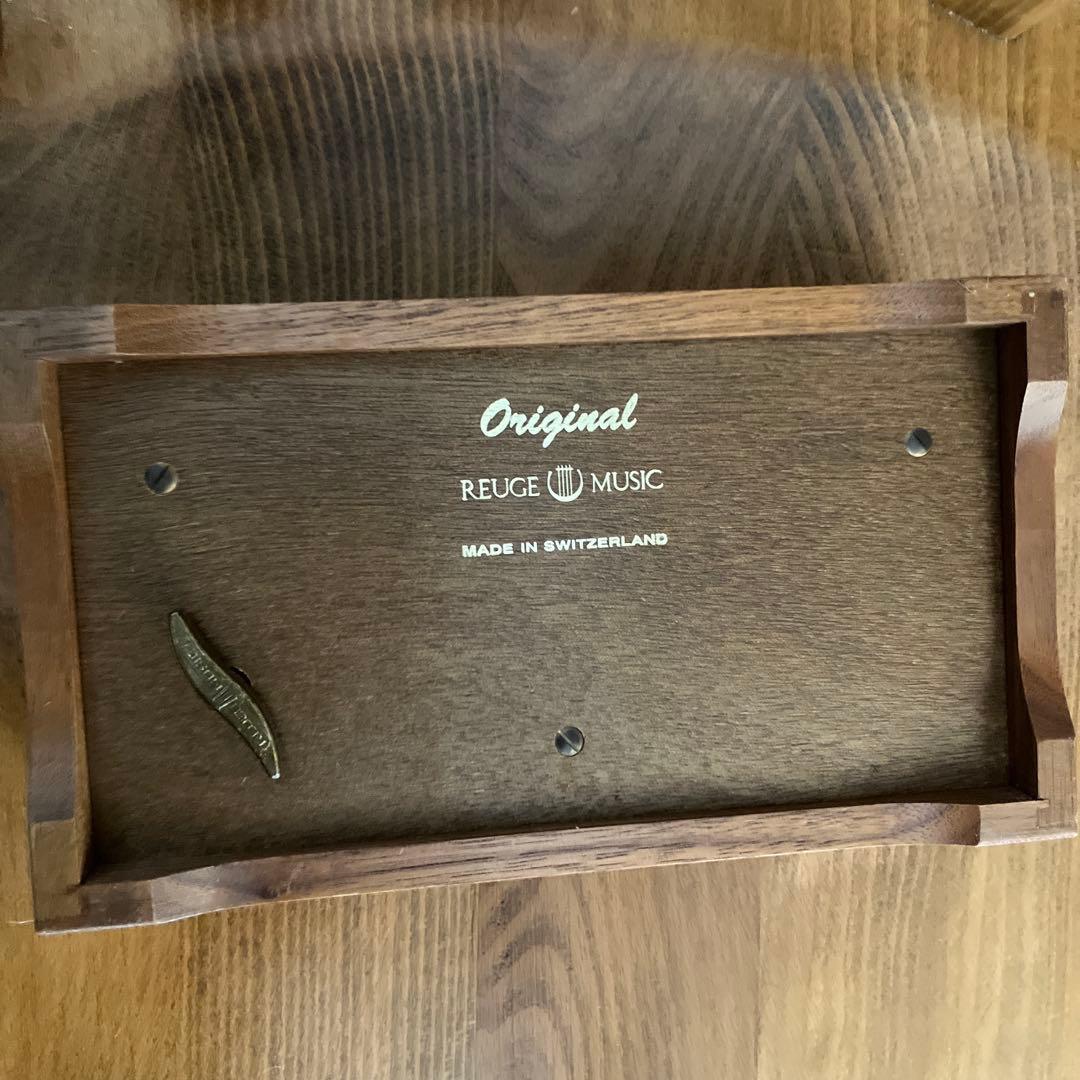 Original
REUGE MUSIC
MADE IN SWITZERLAND